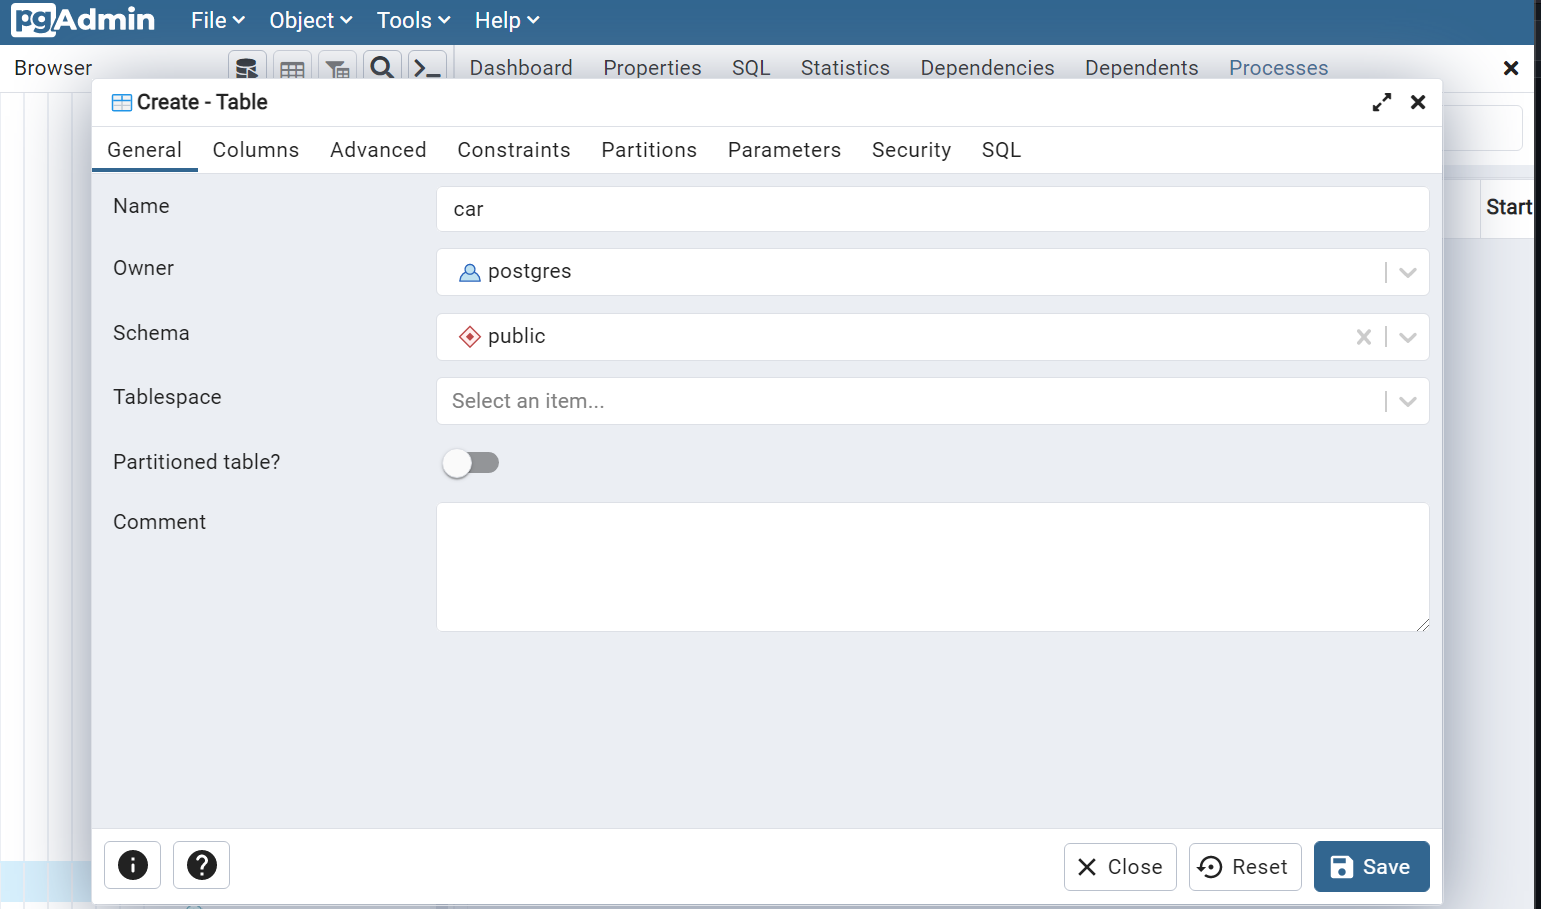 pgAdmin File Object Tools Help
Browser Dashboard Properties SQL Statistics Dependencies Dependents Processes
Create - Table
General Columns Advanced Constraints Partitions Parameters Security SQL
Name car
Start
Owner postgres
Schema public
Tablespace Select an item...
Partitioned table?
Comment
Close Reset Save